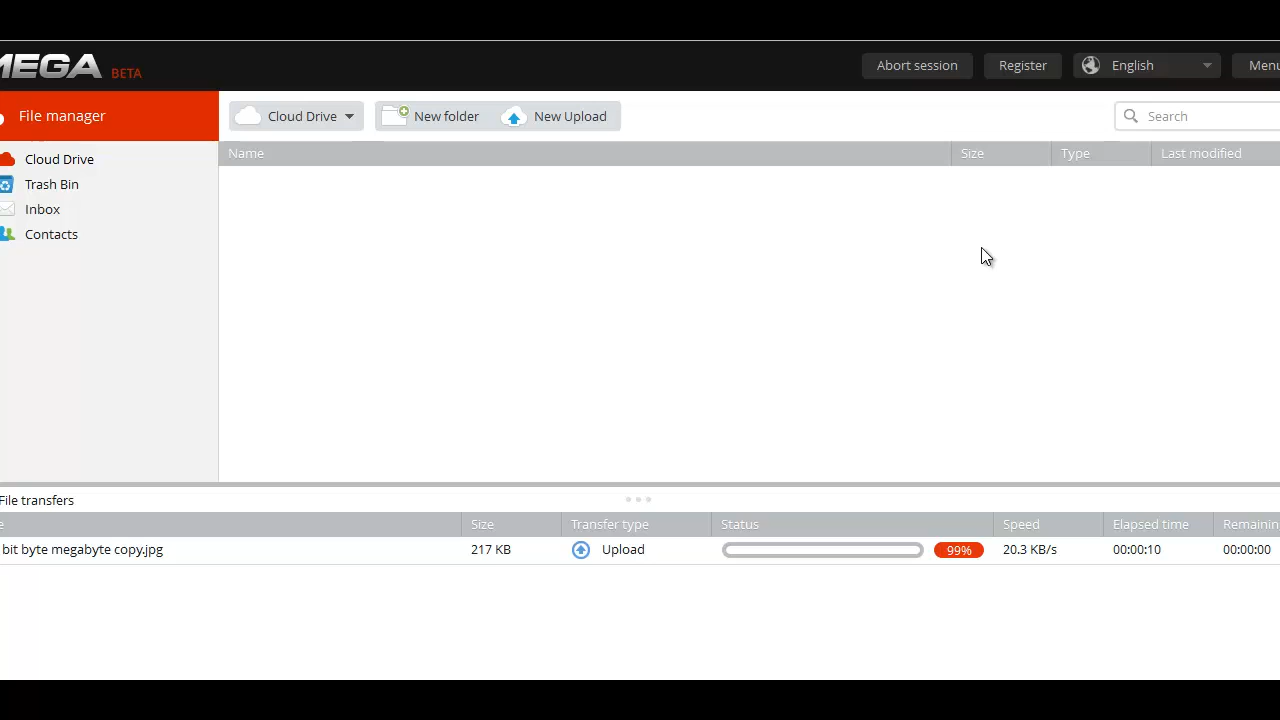 MEGA BETA
Abort session
Register
English
Menu
File manager
Cloud Drive
New folder
New Upload
Search
Cloud Drive
Trash Bin
Inbox
Contacts
Name
Size
Type
Last modified
File transfers
Size
Transfer type
Status
Speed
Elapsed time
Remaining
bit byte megabyte copy.jpg
217 KB
Upload
99%
20.3 KB/s
00:00:10
00:00:00